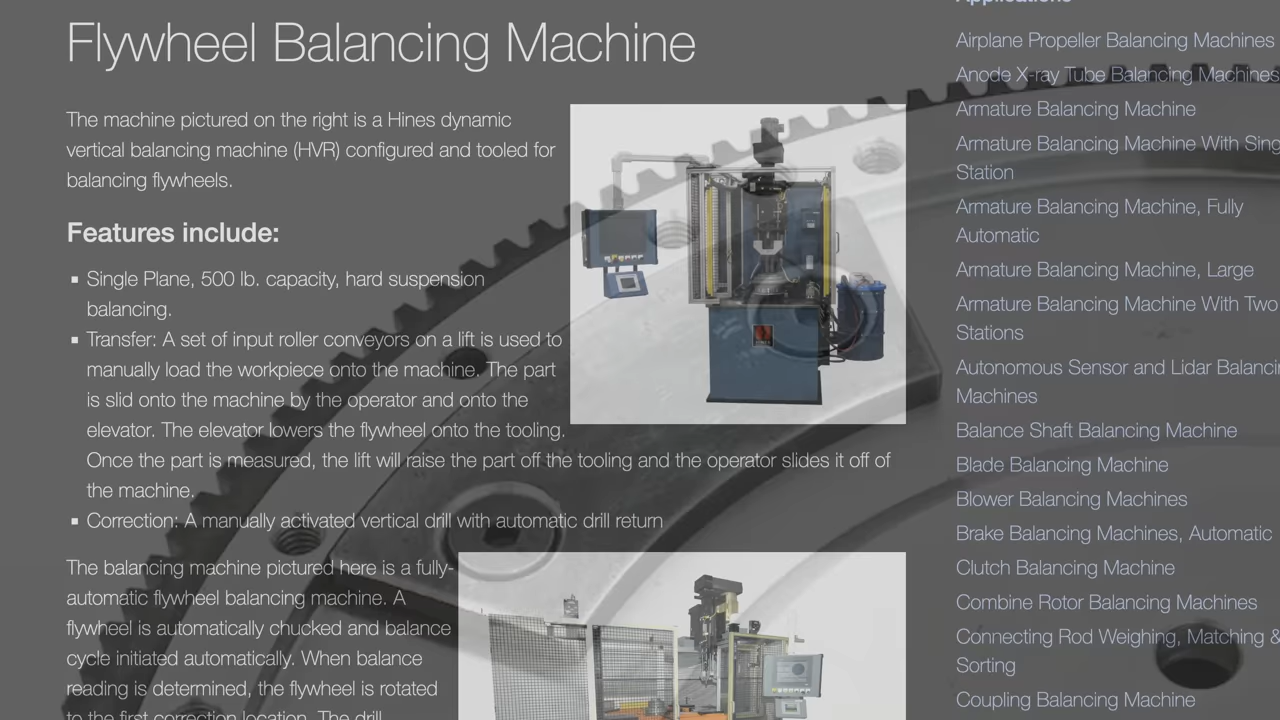 Flywheel Balancing Machine
The machine pictured on the right is a Hines dynamic
vertical balancing machine (HVR) configured and tooled for
balancing flywheels.
Features include:
▪ Single Plane, 500 lb. capacity, hard suspension
balancing.
▪ Transfer: A set of input roller conveyors on a lift is used to
manually load the workpiece onto the machine. The part
is slid onto the machine by the operator and onto the
elevator. The elevator lowers the flywheel onto the tooling.
Once the part is measured, the lift will raise the part off the tooling and the operator slides it off of
the machine.
▪ Correction: A manually activated vertical drill with automatic drill return
The balancing machine pictured here is a fully-
automatic flywheel balancing machine. A
flywheel is automatically chucked and balance
cycle initiated automatically. When balance
reading is determined, the flywheel is rotated
to the first correction location. The drill
Applications
Airplane Propeller Balancing Machines
Anode X-ray Tube Balancing Machines
Armature Balancing Machine
Armature Balancing Machine With Sing
Station
Armature Balancing Machine, Fully
Automatic
Armature Balancing Machine, Large
Armature Balancing Machine With Two
Stations
Autonomous Sensor and Lidar Balanci
Machines
Balance Shaft Balancing Machine
Blade Balancing Machine
Blower Balancing Machines
Brake Balancing Machines, Automatic
Clutch Balancing Machine
Combine Rotor Balancing Machines
Connecting Rod Weighing, Matching &
Sorting
Coupling Balancing Machine